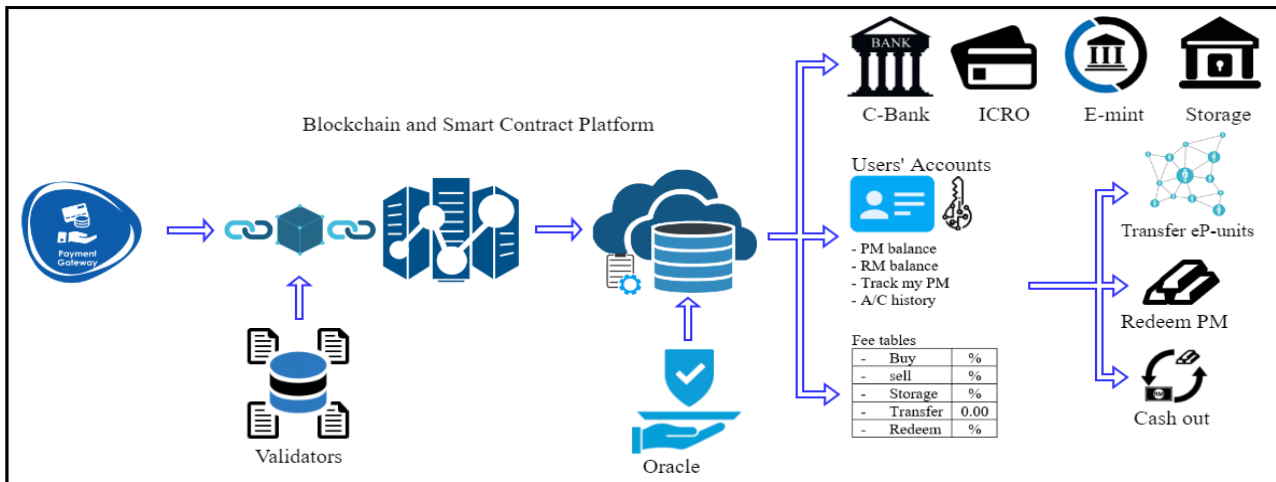 BANK
C-Bank
ICRO
E-mint
Storage
Blockchain and Smart Contract Platform
Payment
Gateway
Validators
Oracle
Users' Accounts
- PM balance
- RM balance
- Track my PM
- A/C history
Fee tables
- Buy %
- sell %
- Storage %
- Transfer 0.00
- Redeem %
Transfer eP-units
Redeem PM
Cash out